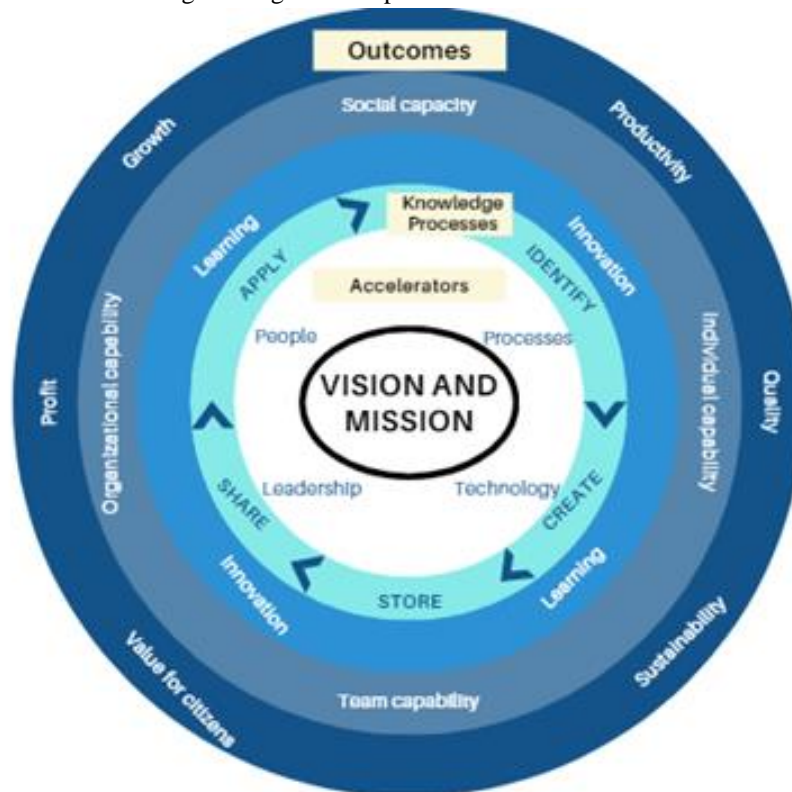 Outcomes
Social capacity
Growth
Productivity
Knowledge
Processes
Learning
Innovation
APPLY
IDENTIFY
Accelerators
People
Processes
VISION AND
MISSION
Organizational capability
Individual capability
Profit
Quality
Leadership
Technology
SHARE
CREATE
STORE
Innovation
Learning
Value for citizens
Sustainability
Team capability